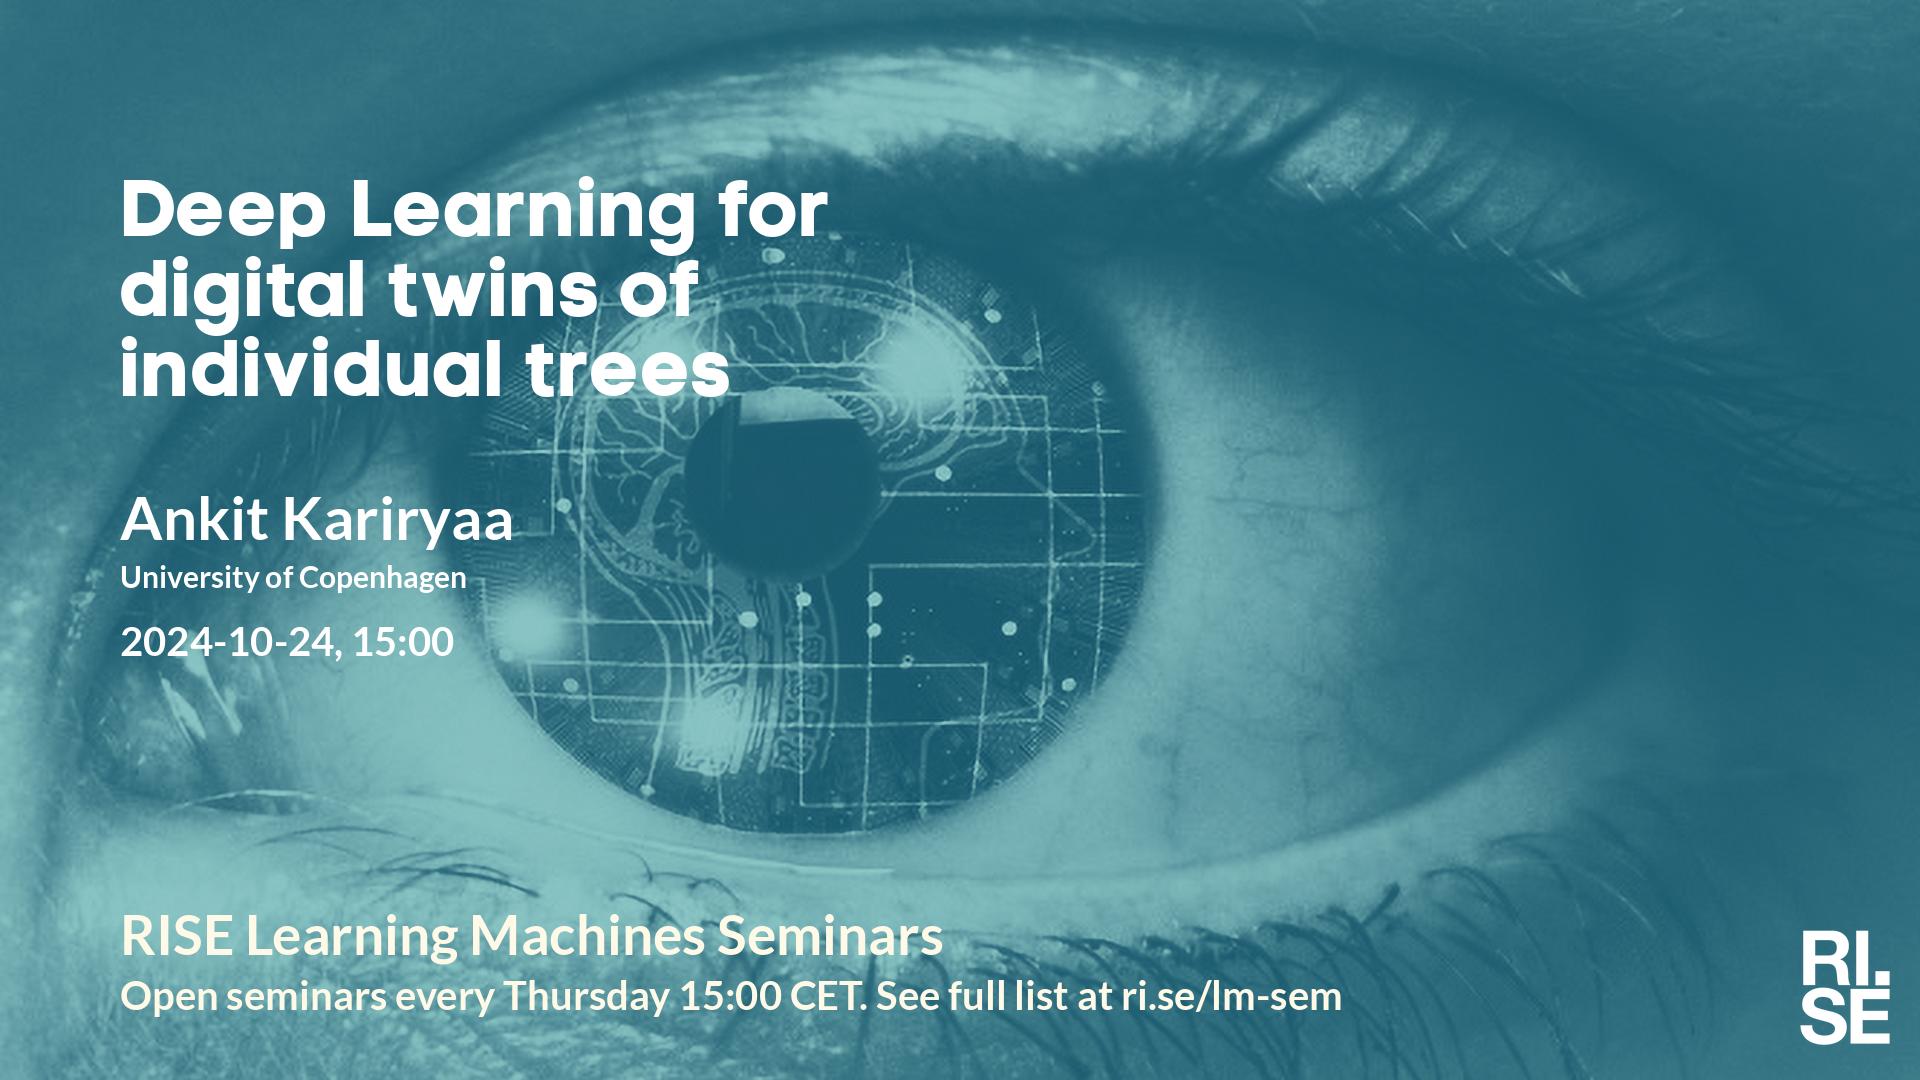 Deep Learning for
digital twins of
individual trees
Ankit Kariryaa
University of Copenhagen
2024-10-24, 15:00
RISE Learning Machines Seminars
Open seminars every Thursday 15:00 CET. See full list at ri.se/lm-sem
RI.
SE